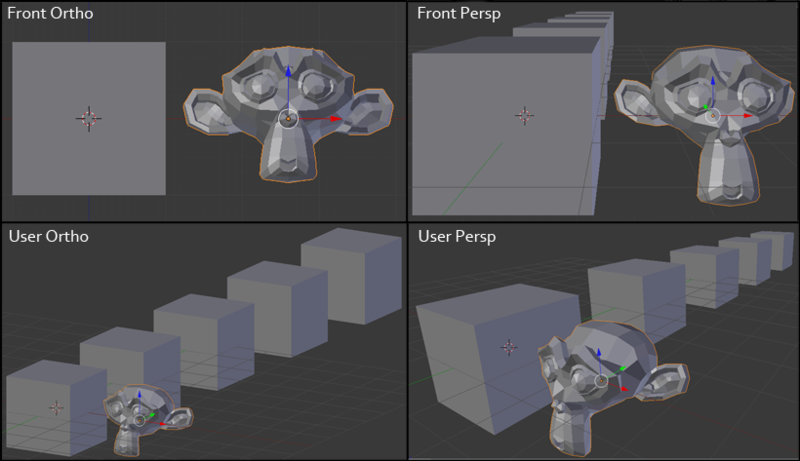 Front Ortho
Front Persp
User Ortho
User Persp